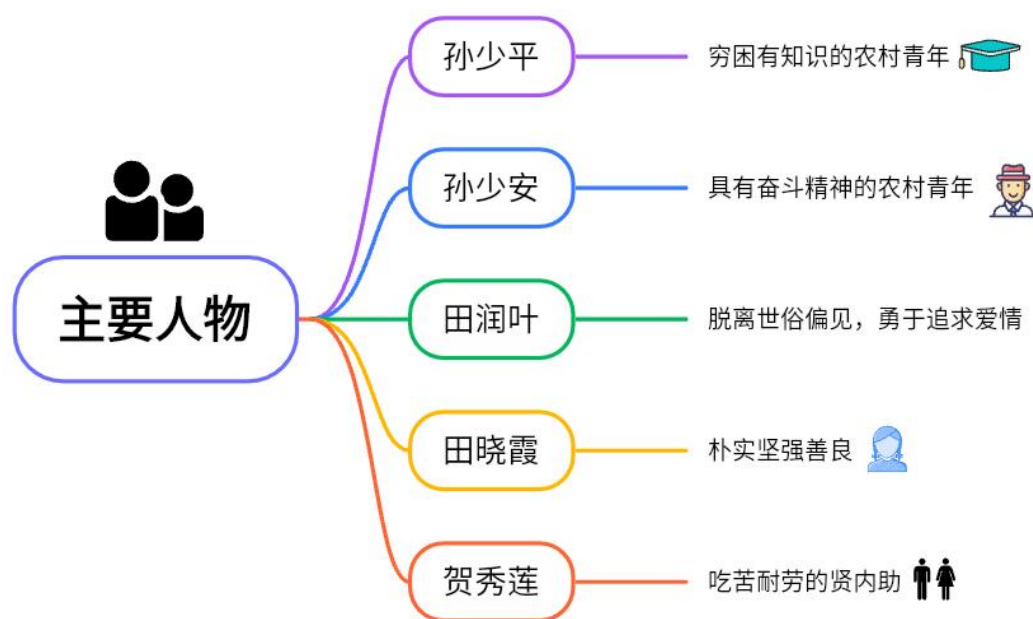 孙少平
穷困有知识的农村青年
孙少安
具有奋斗精神的农村青年
主要人物
田润叶
脱离世俗偏见，勇于追求爱情
田晓霞
朴实坚强善良
贺秀莲
吃苦耐劳的贤内助